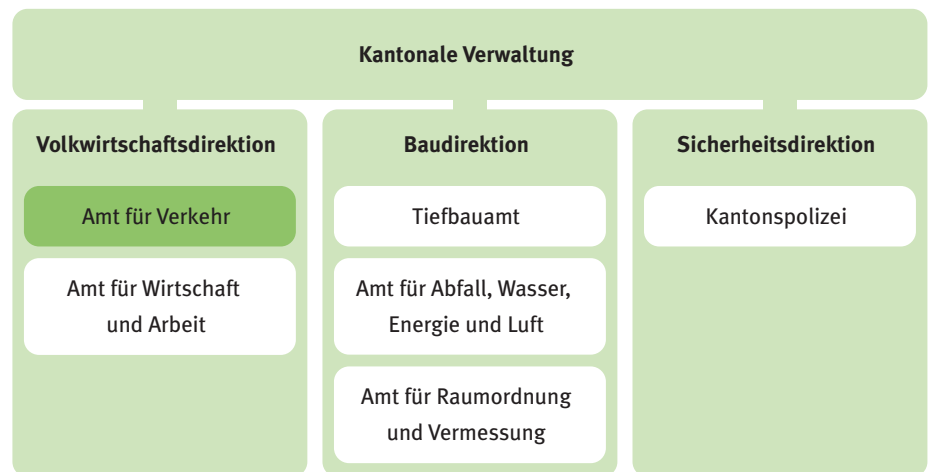 Kantonale Verwaltung
Volkwirtschaftsdirektion
Amt für Verkehr
Amt für Wirtschaft
und Arbeit
Baudirektion
Tiefbauamt
Amt für Abfall, Wasser,
Energie und Luft
Amt für Raumordnung
und Vermessung
Sicherheitsdirektion
Kantonspolizei